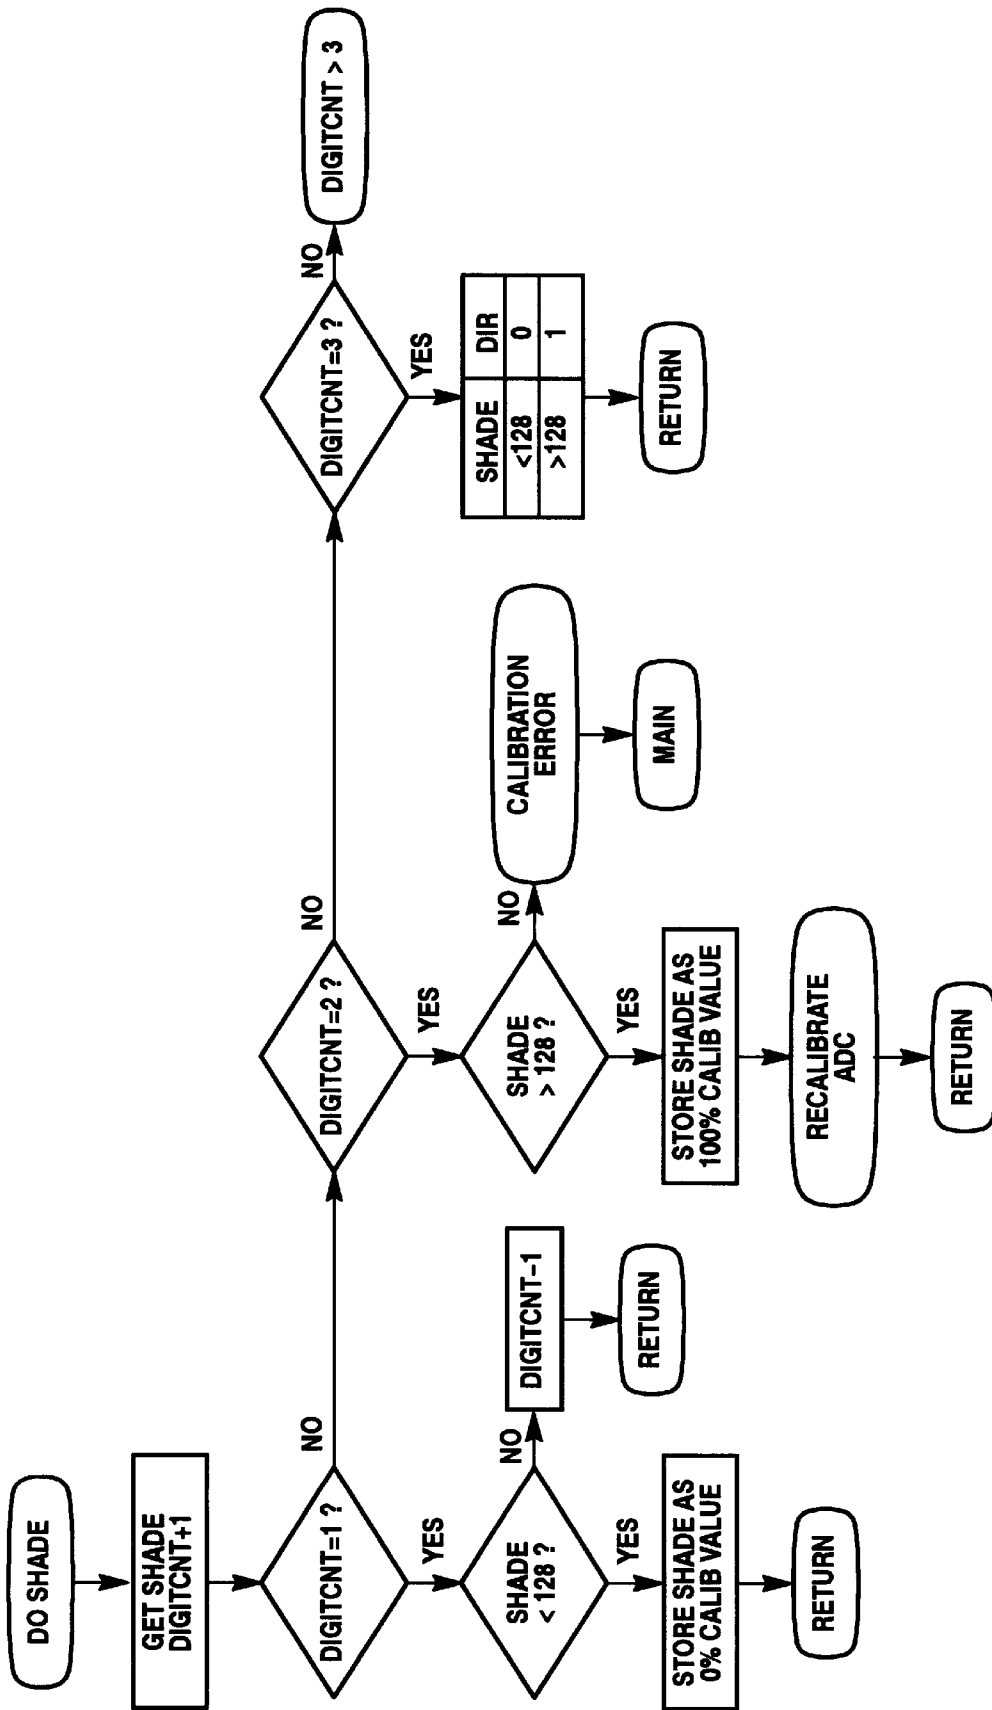 DO SHADE
GET SHADE
DIGITCNT+1
DIGITCNT=1 ?
NO
YES
SHADE
< 128 ?
NO
DIGITCNT-1
RETURN
YES
STORE SHADE AS
0% CALIB VALUE
RETURN
DIGITCNT=2 ?
NO
YES
SHADE
> 128 ?
NO
CALIBRATION
ERROR
MAIN
YES
STORE SHADE AS
100% CALIB VALUE
RECALIBRATE
ADC
RETURN
DIGITCNT=3 ?
NO
DIGITCNT > 3
YES
SHADE DIR
<128 0
>128 1
RETURN